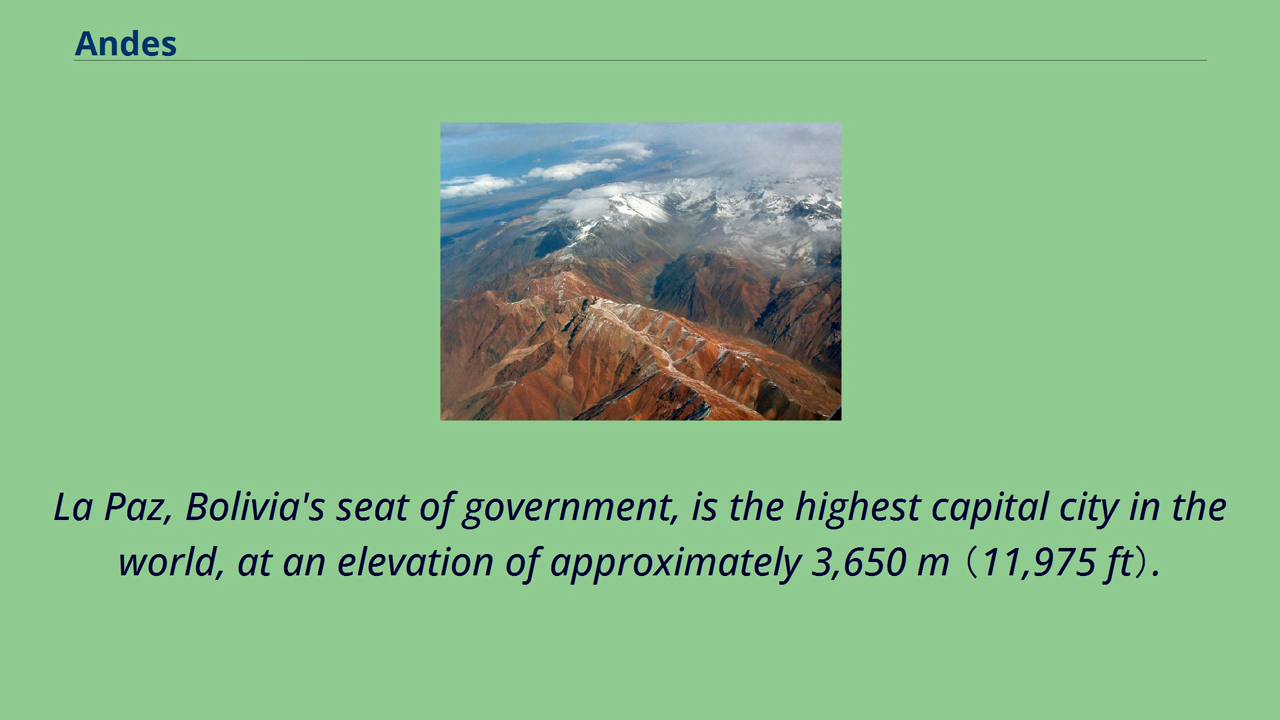 Andes
La Paz, Bolivia's seat of government, is the highest capital city in the
world, at an elevation of approximately 3,650 m（11,975 ft）.